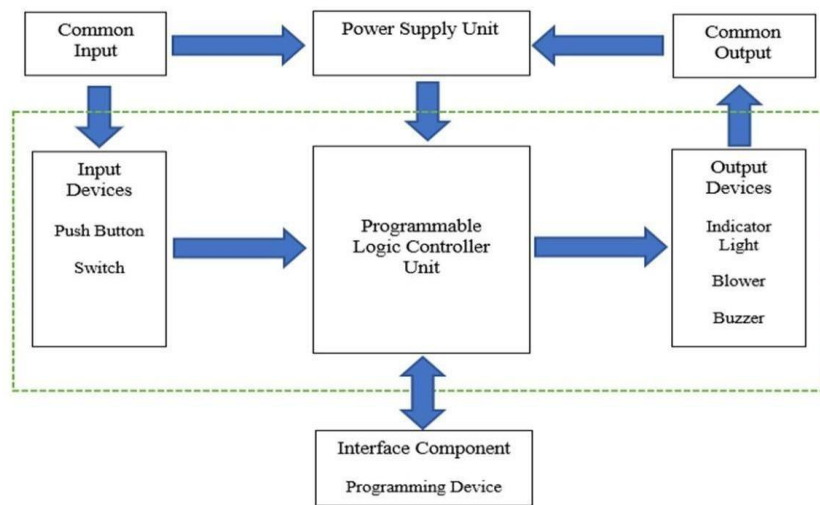 Common
Input
Power Supply Unit
Common
Output
Input
Devices
Push Button
Switch
Programmable
Logic Controller
Unit
Output
Devices
Indicator
Light
Blower
Buzzer
Interface Component
Programming Device